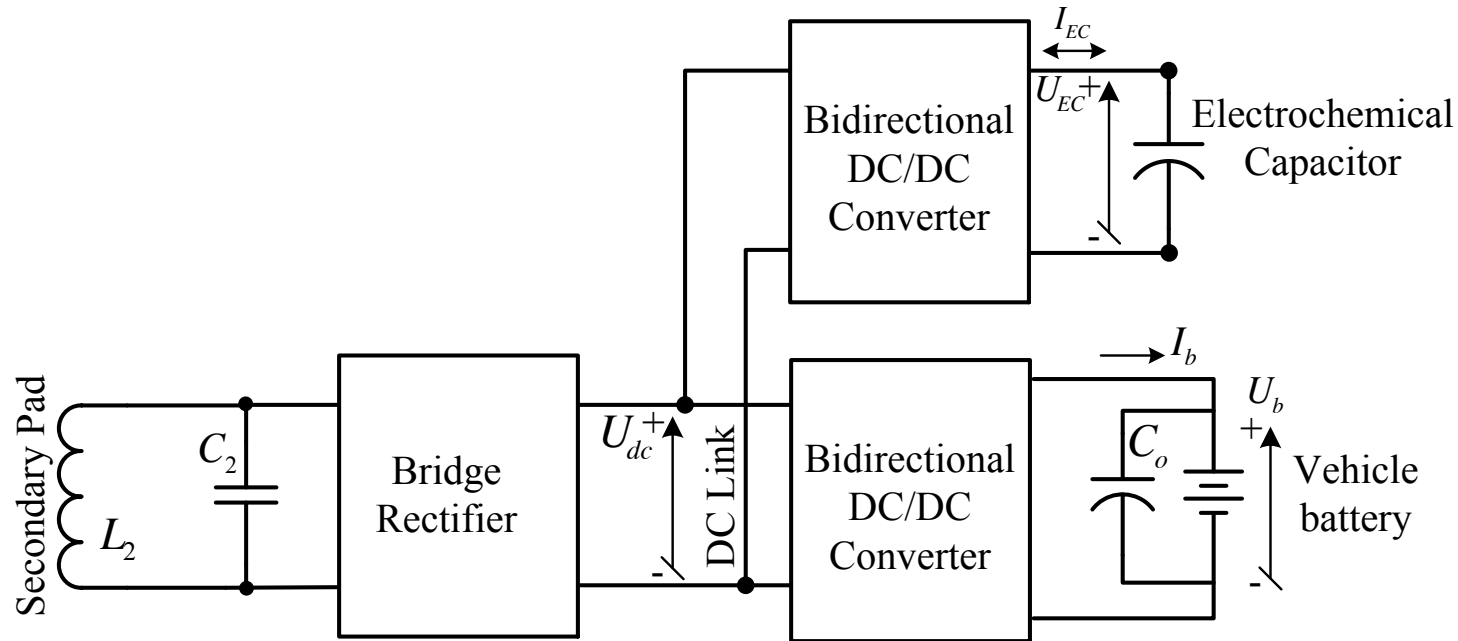 I_EC
U_EC
+
-
Bidirectional
DC/DC
Converter
Electrochemical
Capacitor
Secondary Pad
L_2
C_2
Bridge
Rectifier
U_dc
+
-
DC Link
Bidirectional
DC/DC
Converter
I_b
C_o
U_b
+
-
Vehicle
battery